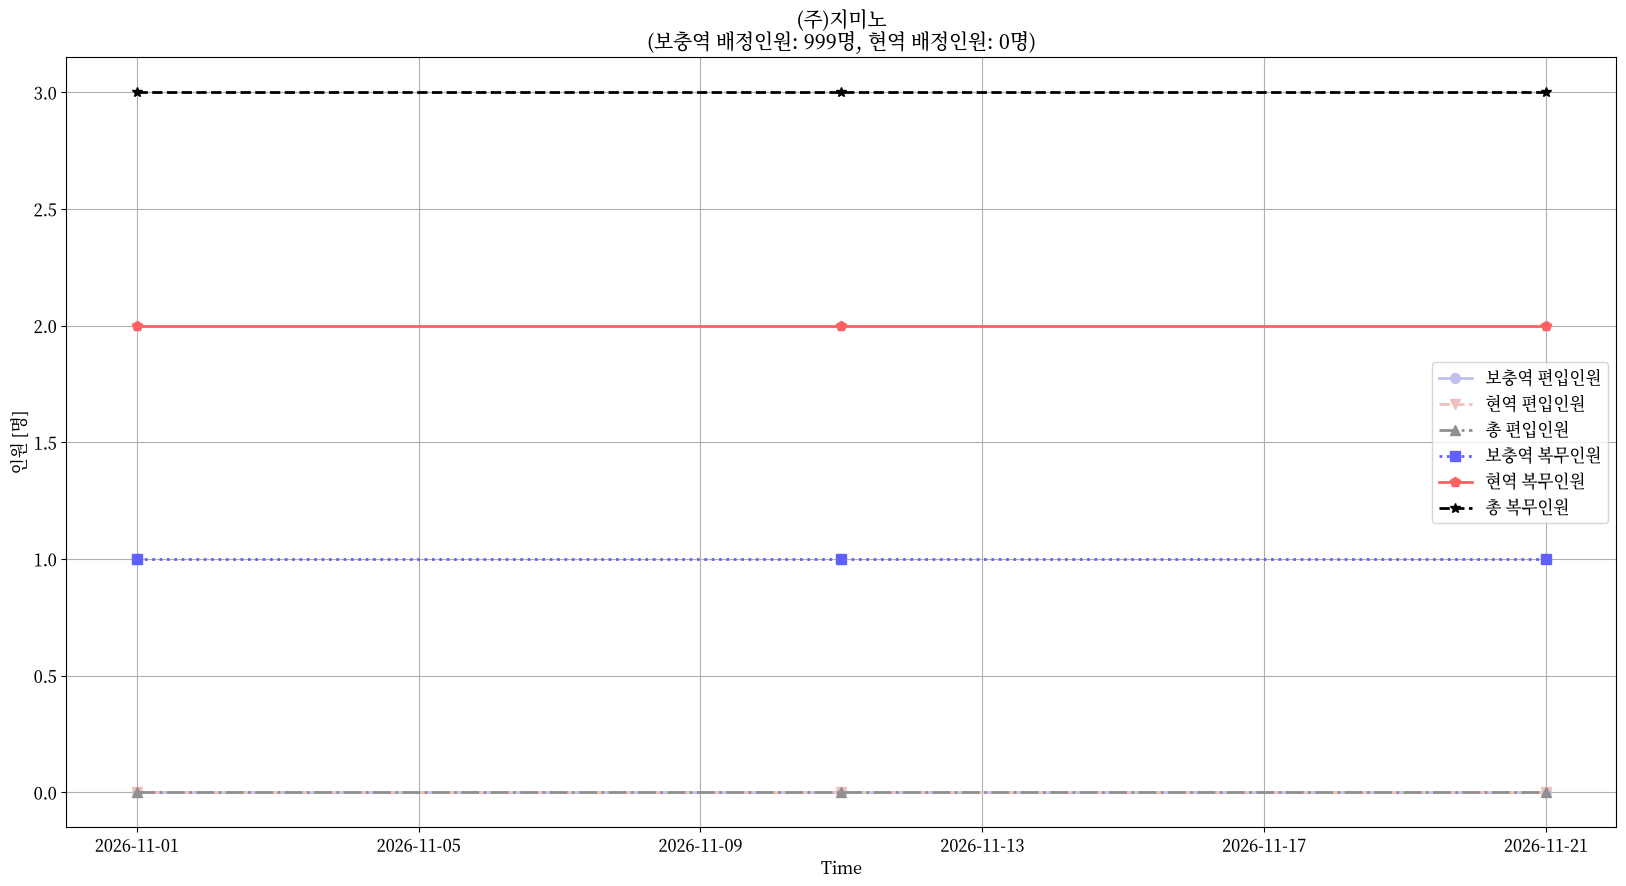 (주)지미노
(보충역 배정인원: 999명, 현역 배정인원: 0명)
인원 [명]
3.0
2.5
2.0
1.5
1.0
0.5
0.0
보충역 편입인원
현역 편입인원
총 편입인원
보충역 복무인원
현역 복무인원
총 복무인원
2026-11-01
2026-11-05
2026-11-09
2026-11-13
2026-11-17
2026-11-21
Time